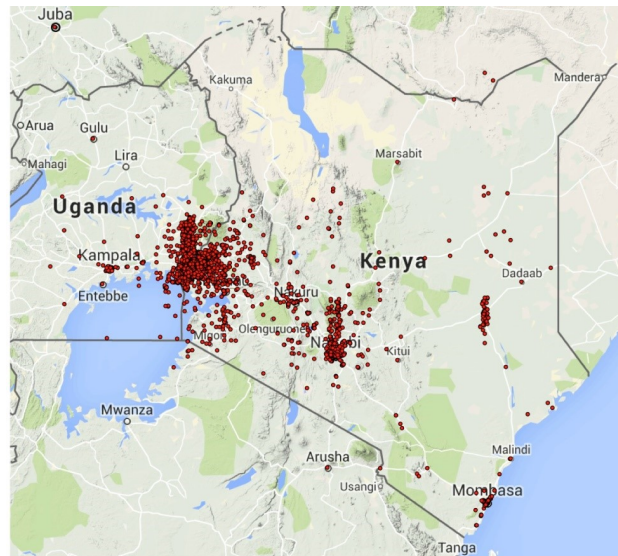 Juba
Kakuma
Mandera
Arua
Gulu
Marsabit
Mahagi
Lira
Uganda
Kampala
Kenya
Dadaab
Entebbe
Nakuru
Olenguruone
Migori
Kitui
Mwanza
Malindi
Arusha
Usangi
Mombasa
Tanga